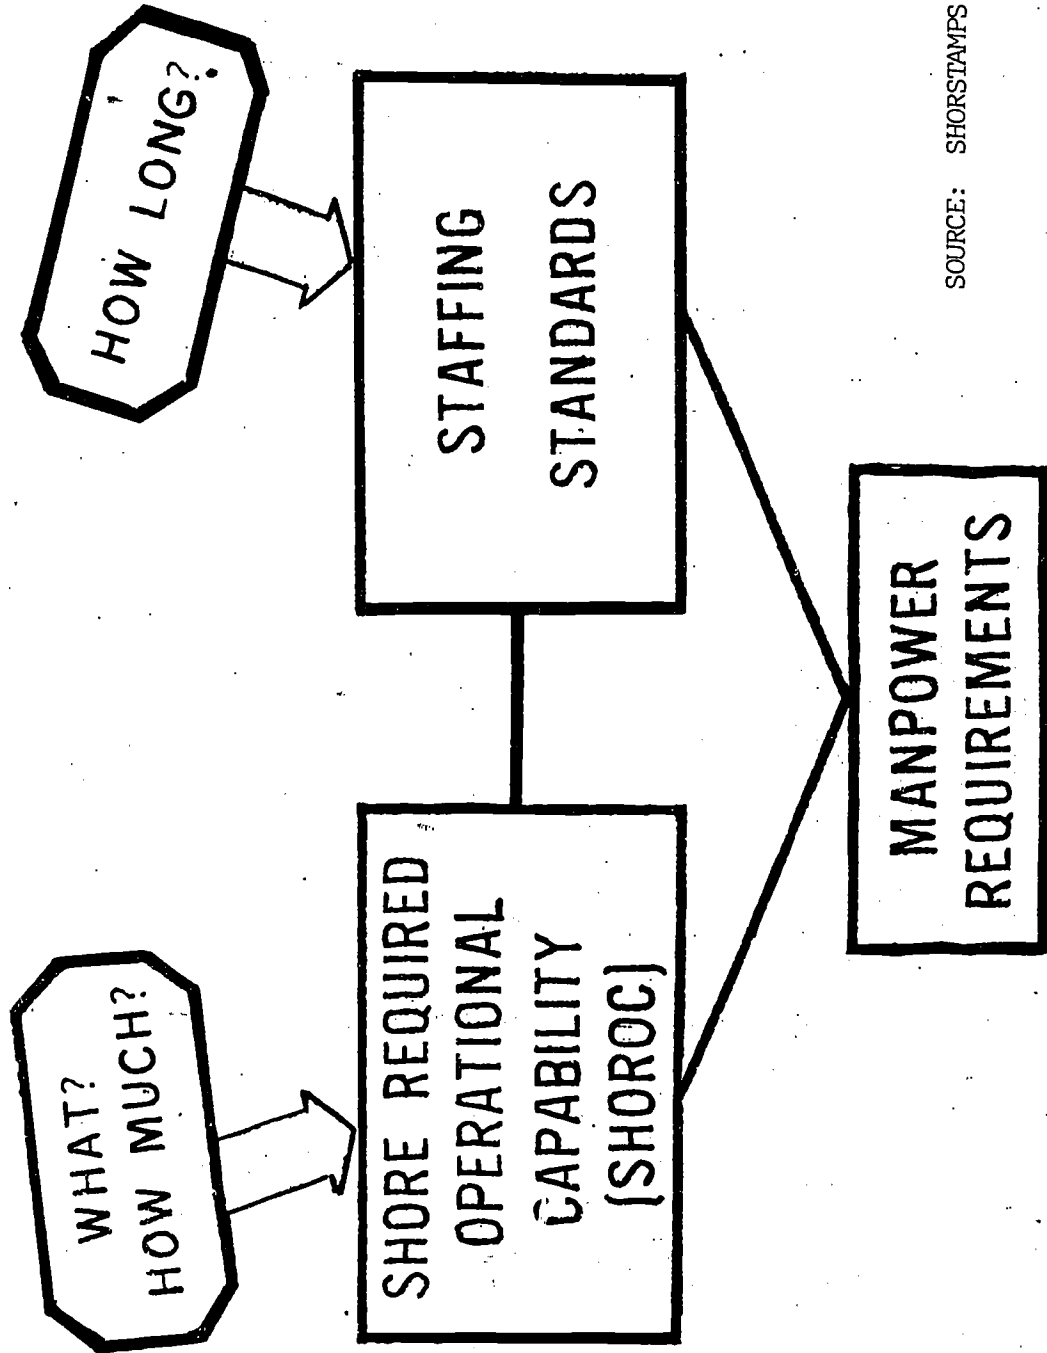 WHAT?
HOW MUCH?
HOW LONG?
SHORE REQUIRED
OPERATIONAL
CAPABILITY
(SHOROC)
STAFFING
STANDARDS
MANPOWER
REQUIREMENTS
SOURCE: SHORSTAMPS